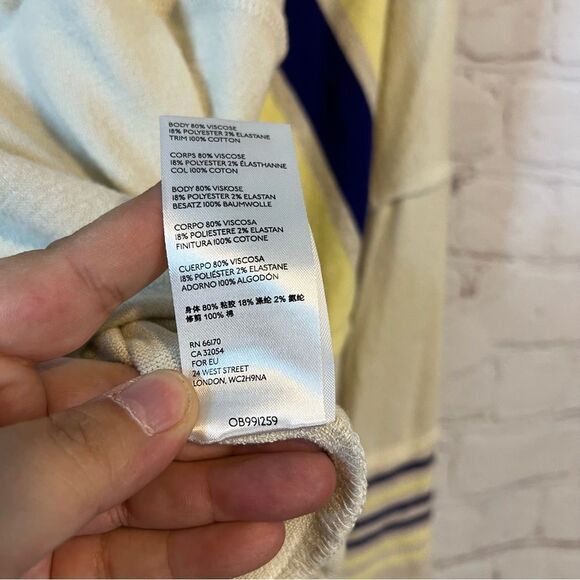 BODY 80% VISCOSE
18% POLYESTER 2% ELASTANE
TRIM 100% COTTON
CORPS 80% VISCOSE
18% POLYESTER 2% ÉLASTHANNE
COL 100% COTON
BODY 80% VISKOSE
18% POLYESTER 2% ELASTAN
BESATZ 100% BAUMWOLLE
CORPO 80% VISCOSA
18% POLIESTERE 2% ELASTAN
FINITURA 100% COTONE
CUERPO 80% VISCOSA
18% POLIÉSTER 2% ELASTANE
ADORNO 100% ALGODÓN
身体 80% 粘胶 18% 涤纶 2% 氨纶
修剪 100% 棉
RN 66170
CA 32054
FOR EU
24 WEST STREET
LONDON, WC2H9NA
OB991259